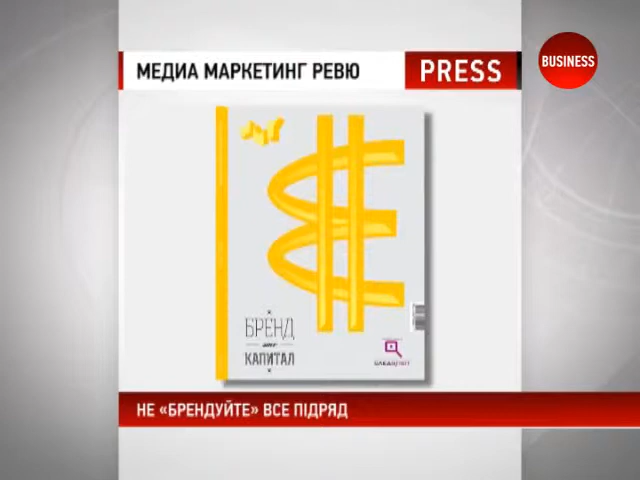 МЕДИА МАРКЕТИНГ РЕВЮ
PRESS
BUSINESS
БРЕНД
КАПИТАЛ
НЕ «БРЕНДУЙТЕ» ВСЕ ПІДРЯД